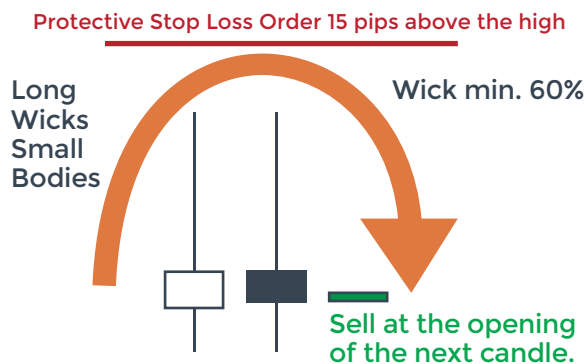 Protective Stop Loss Order 15 pips above the high
Long
Wicks
Small
Bodies
Wick min. 60%
Sell at the opening
of the next candle.